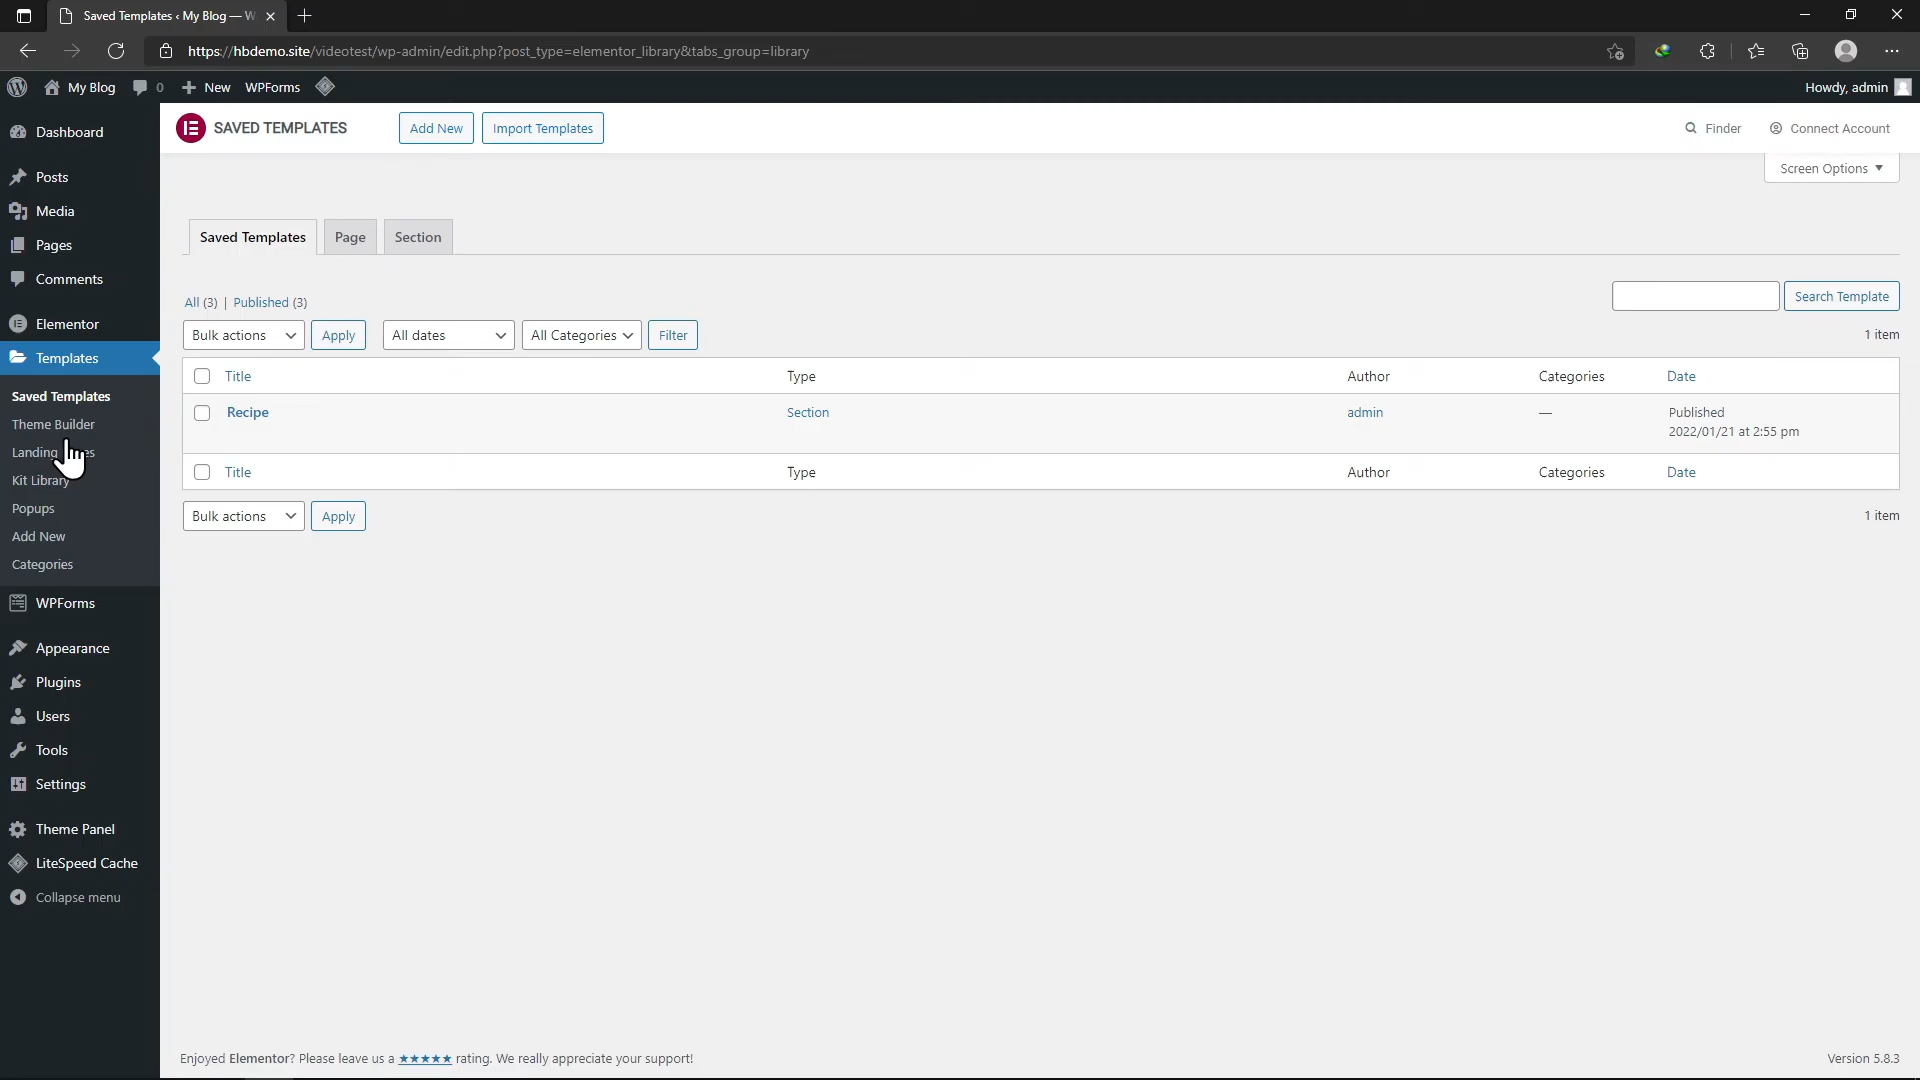 Saved Templates ‹ My Blog — W
https://hbdemo.site/videotest/wp-admin/edit.php?post_type=elementor_library&tabs_group=library
My Blog 0 New WPForms Howdy, admin
SAVED TEMPLATES Add New Import Templates Finder Connect Account
Screen Options
Dashboard
Posts
Media
Pages
Comments
Elementor
Templates
Saved Templates
Theme Builder
Landing
Kit Library
Popups
Add New
Categories
WPForms
Appearance
Plugins
Users
Tools
Settings
Theme Panel
LiteSpeed Cache
Collapse menu
Saved Templates Page Section
All (3) | Published (3)
Search Template
Bulk actions Apply All dates All Categories Filter 1 item
Title Type Author Categories Date
Recipe Section admin — Published
2022/01/21 at 2:55 pm
Title Type Author Categories Date
Bulk actions Apply 1 item
Enjoyed Elementor? Please leave us a ★★★★★ rating. We really appreciate your support! Version 5.8.3